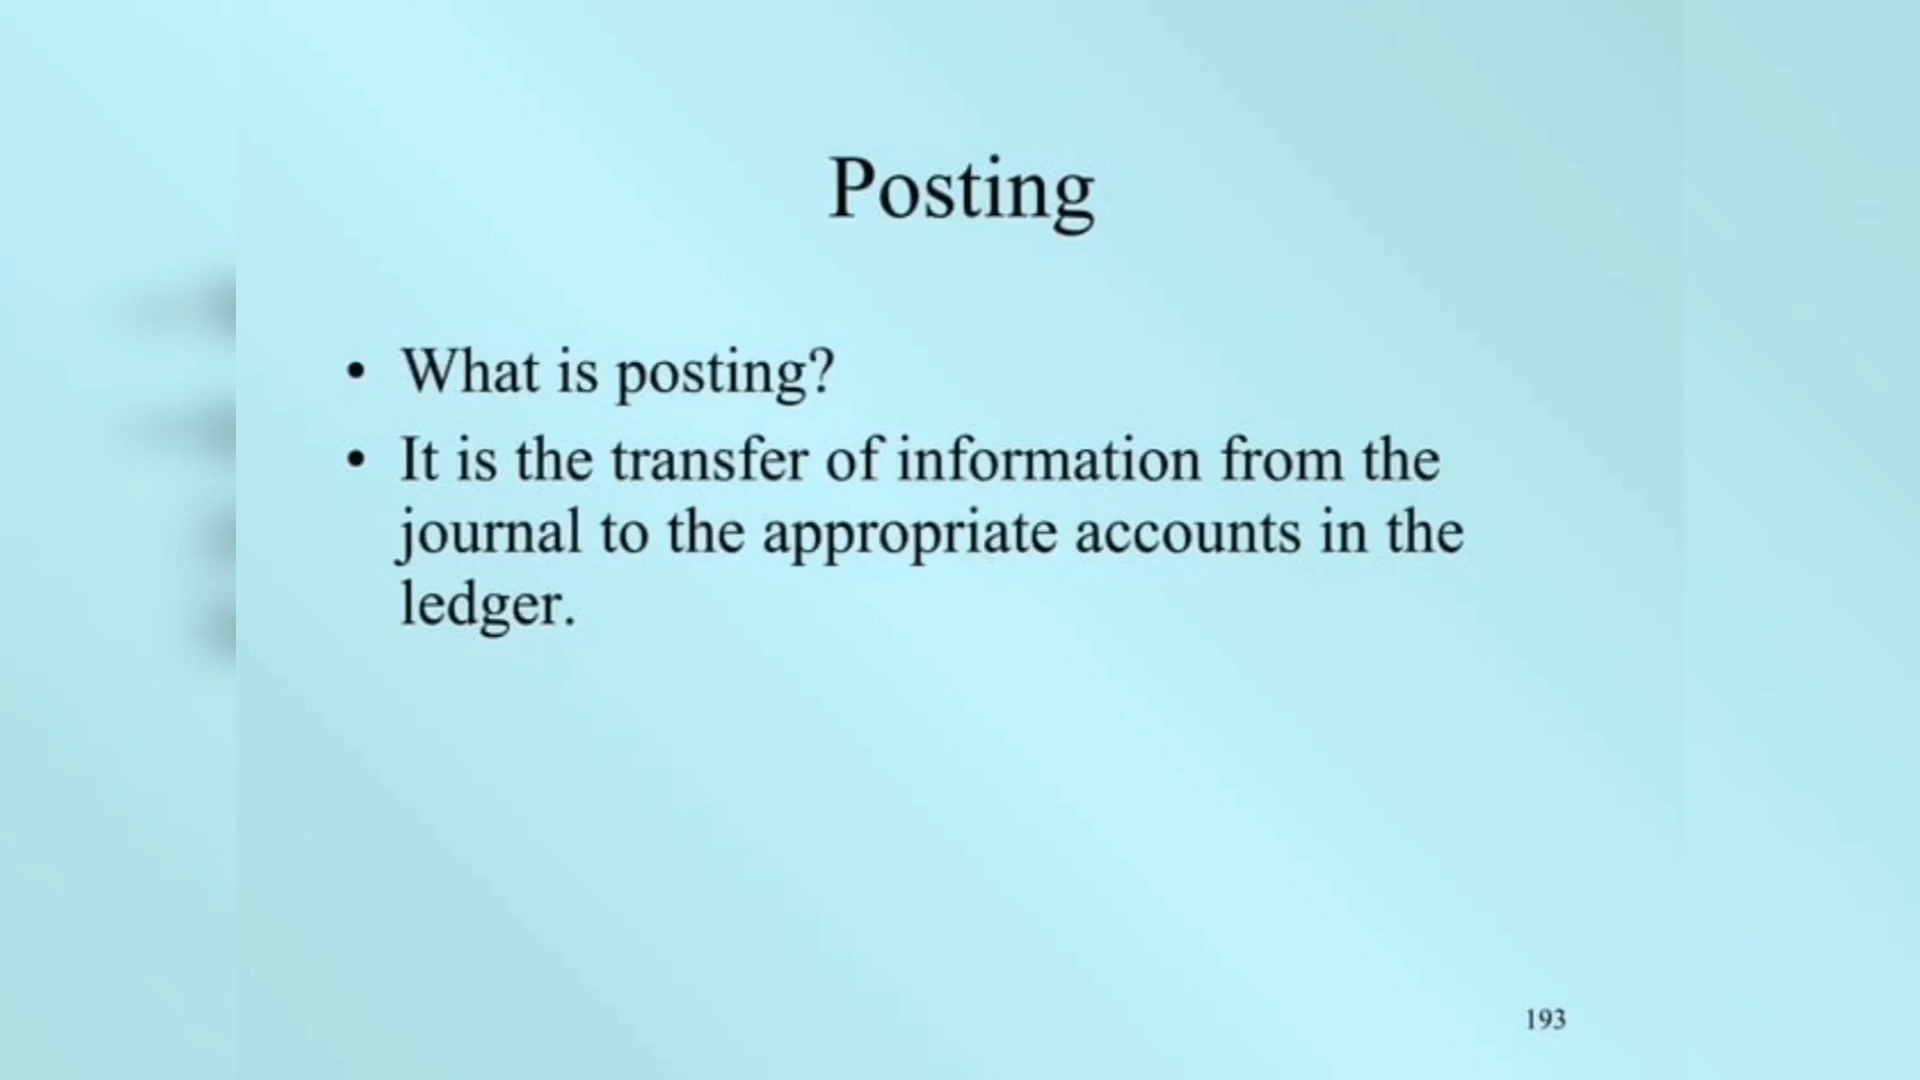 Posting
• What is posting?
• It is the transfer of information from the
journal to the appropriate accounts in the
ledger.
193